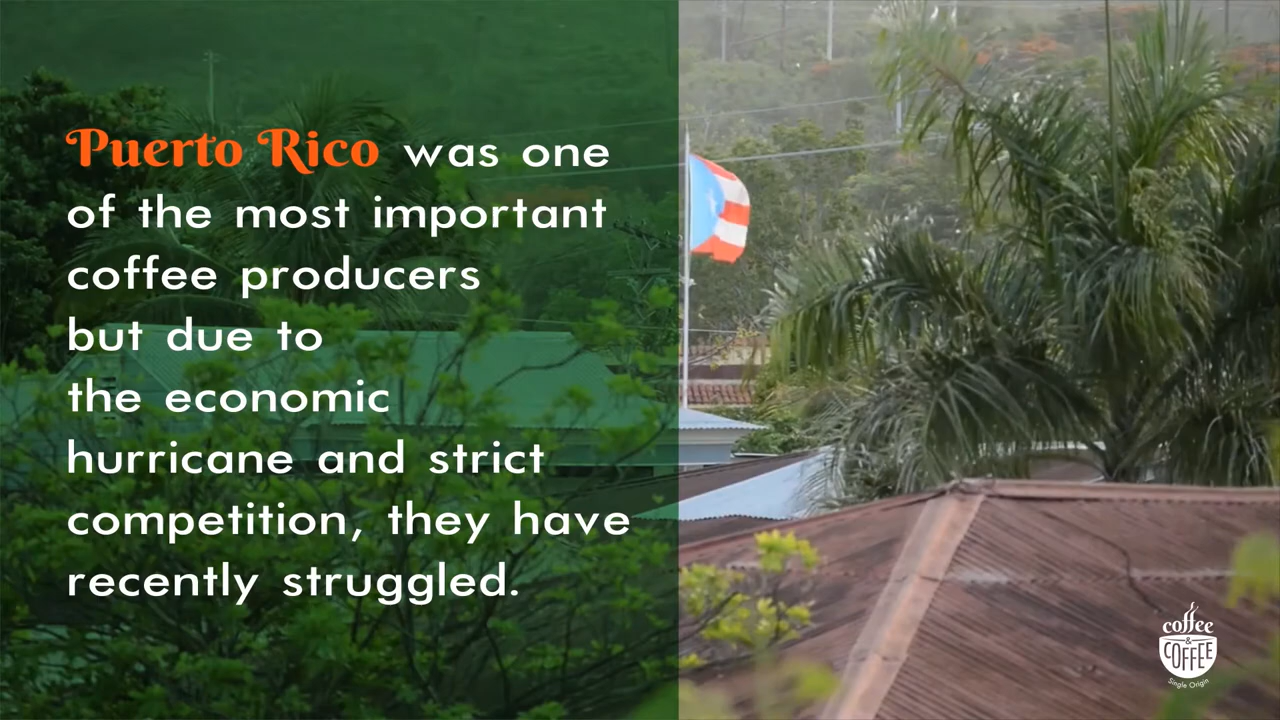 Puerto Rico was one
of the most important
coffee producers
but due to
the economic
hurricane and strict
competition, they have
recently struggled.
coffee
&
COFFEE
Single Origin